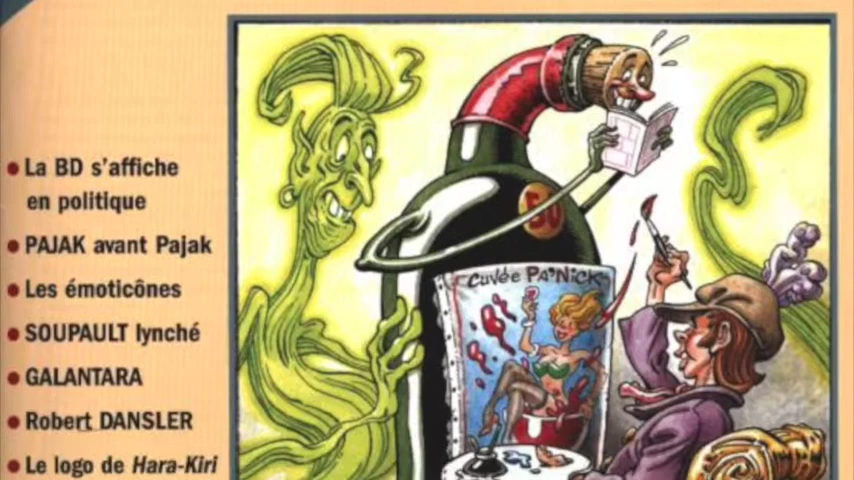 • La BD s'affiche
en politique
• PAJAK avant Pajak
• Les émoticônes
• SOUPAULT lynché
• GALANTARA
• Robert DANSLER
• Le logo de Hara-Kiri
50
Cuvée PA'NiCK